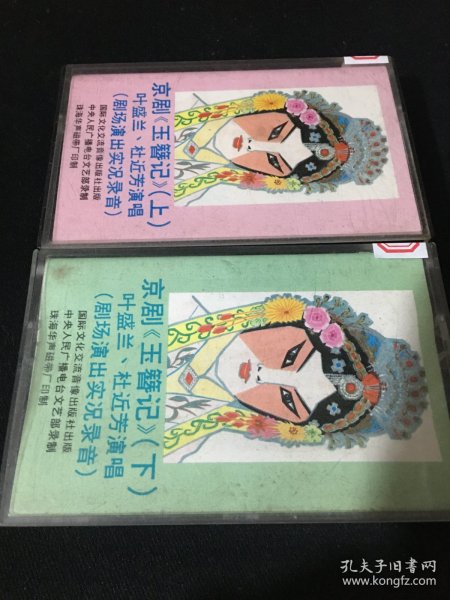 京剧《玉簪记》(上)
叶盛兰、杜近芳演唱
(剧场演出实况录音)
国际文化交流音像出版社出版
中央人民广播电台文艺部录制
珠海华声磁带厂印制
京剧《玉簪记》(下)
叶盛兰、杜近芳演唱
(剧场演出实况录音)
国际文化交流音像出版社出版
中央人民广播电台文艺部录制
珠海华声磁带厂印制
孔夫子旧书网
www.kongfz.com